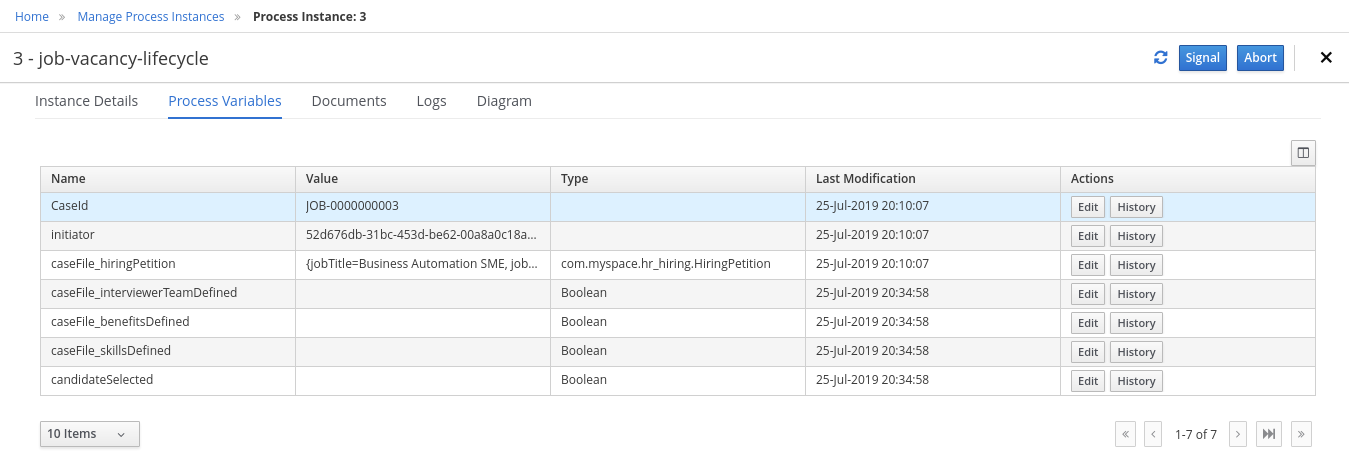 Home » Manage Process Instances » Process Instance: 3
3 - job-vacancy-lifecycle Signal Abort
Instance Details Process Variables Documents Logs Diagram
Name Value Type Last Modification Actions
CaseId JOB-0000000003 25-Jul-2019 20:10:07 Edit History
initiator 52d676db-31bc-453d-be62-00a8a0c18a... 25-Jul-2019 20:10:07 Edit History
caseFile_hiringPetition {jobTitle=Business Automation SME, job... com.myspace.hr_hiring.HiringPetition 25-Jul-2019 20:10:07 Edit History
caseFile_interviewerTeamDefined Boolean 25-Jul-2019 20:34:58 Edit History
caseFile_benefitsDefined Boolean 25-Jul-2019 20:34:58 Edit History
caseFile_skillsDefined Boolean 25-Jul-2019 20:34:58 Edit History
candidateSelected Boolean 25-Jul-2019 20:34:58 Edit History
10 Items 1-7 of 7